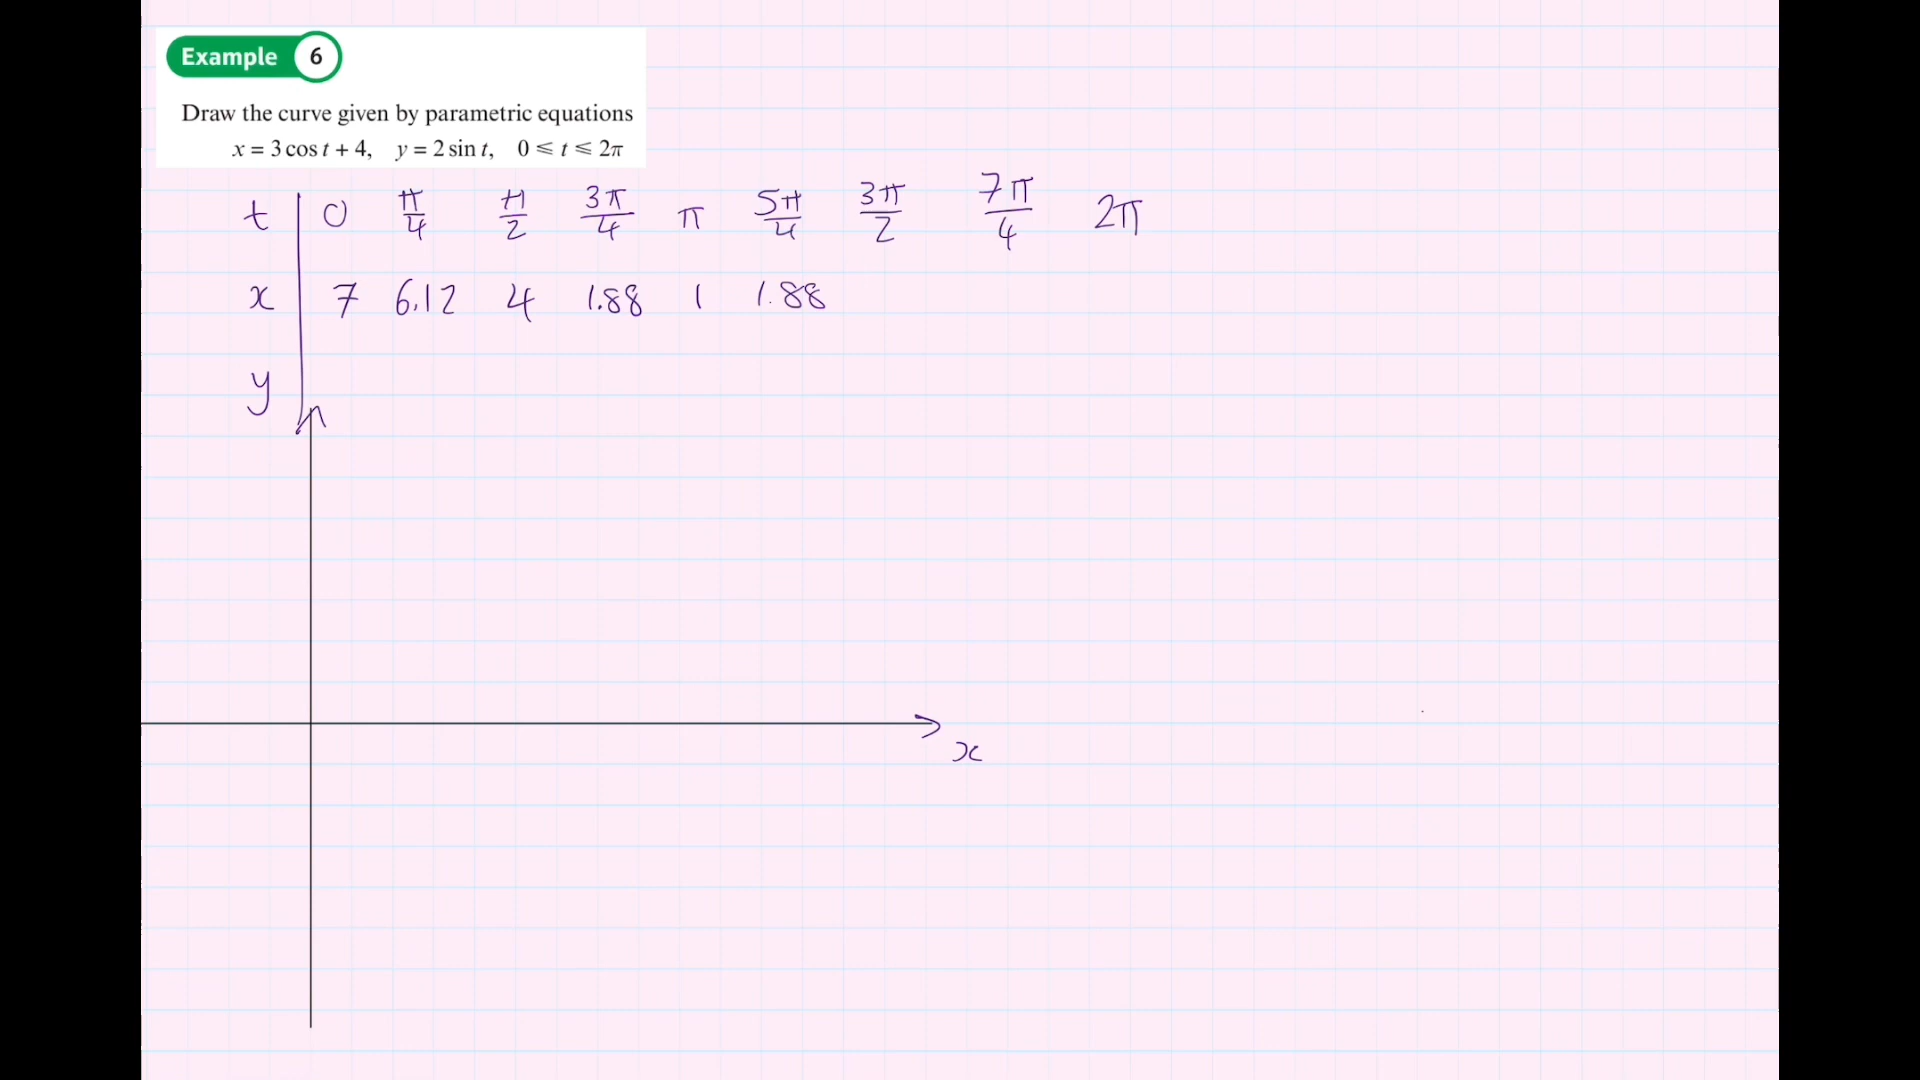 Example 6
Draw the curve given by parametric equations
x = 3 cos t + 4, y = 2 sin t, 0 ⩽ t ⩽ 2π
t 0 π/4 π/2 3π/4 π 5π/4 3π/2 7π/4 2π
x 7 6.12 4 1.88 1 1.88
y
x